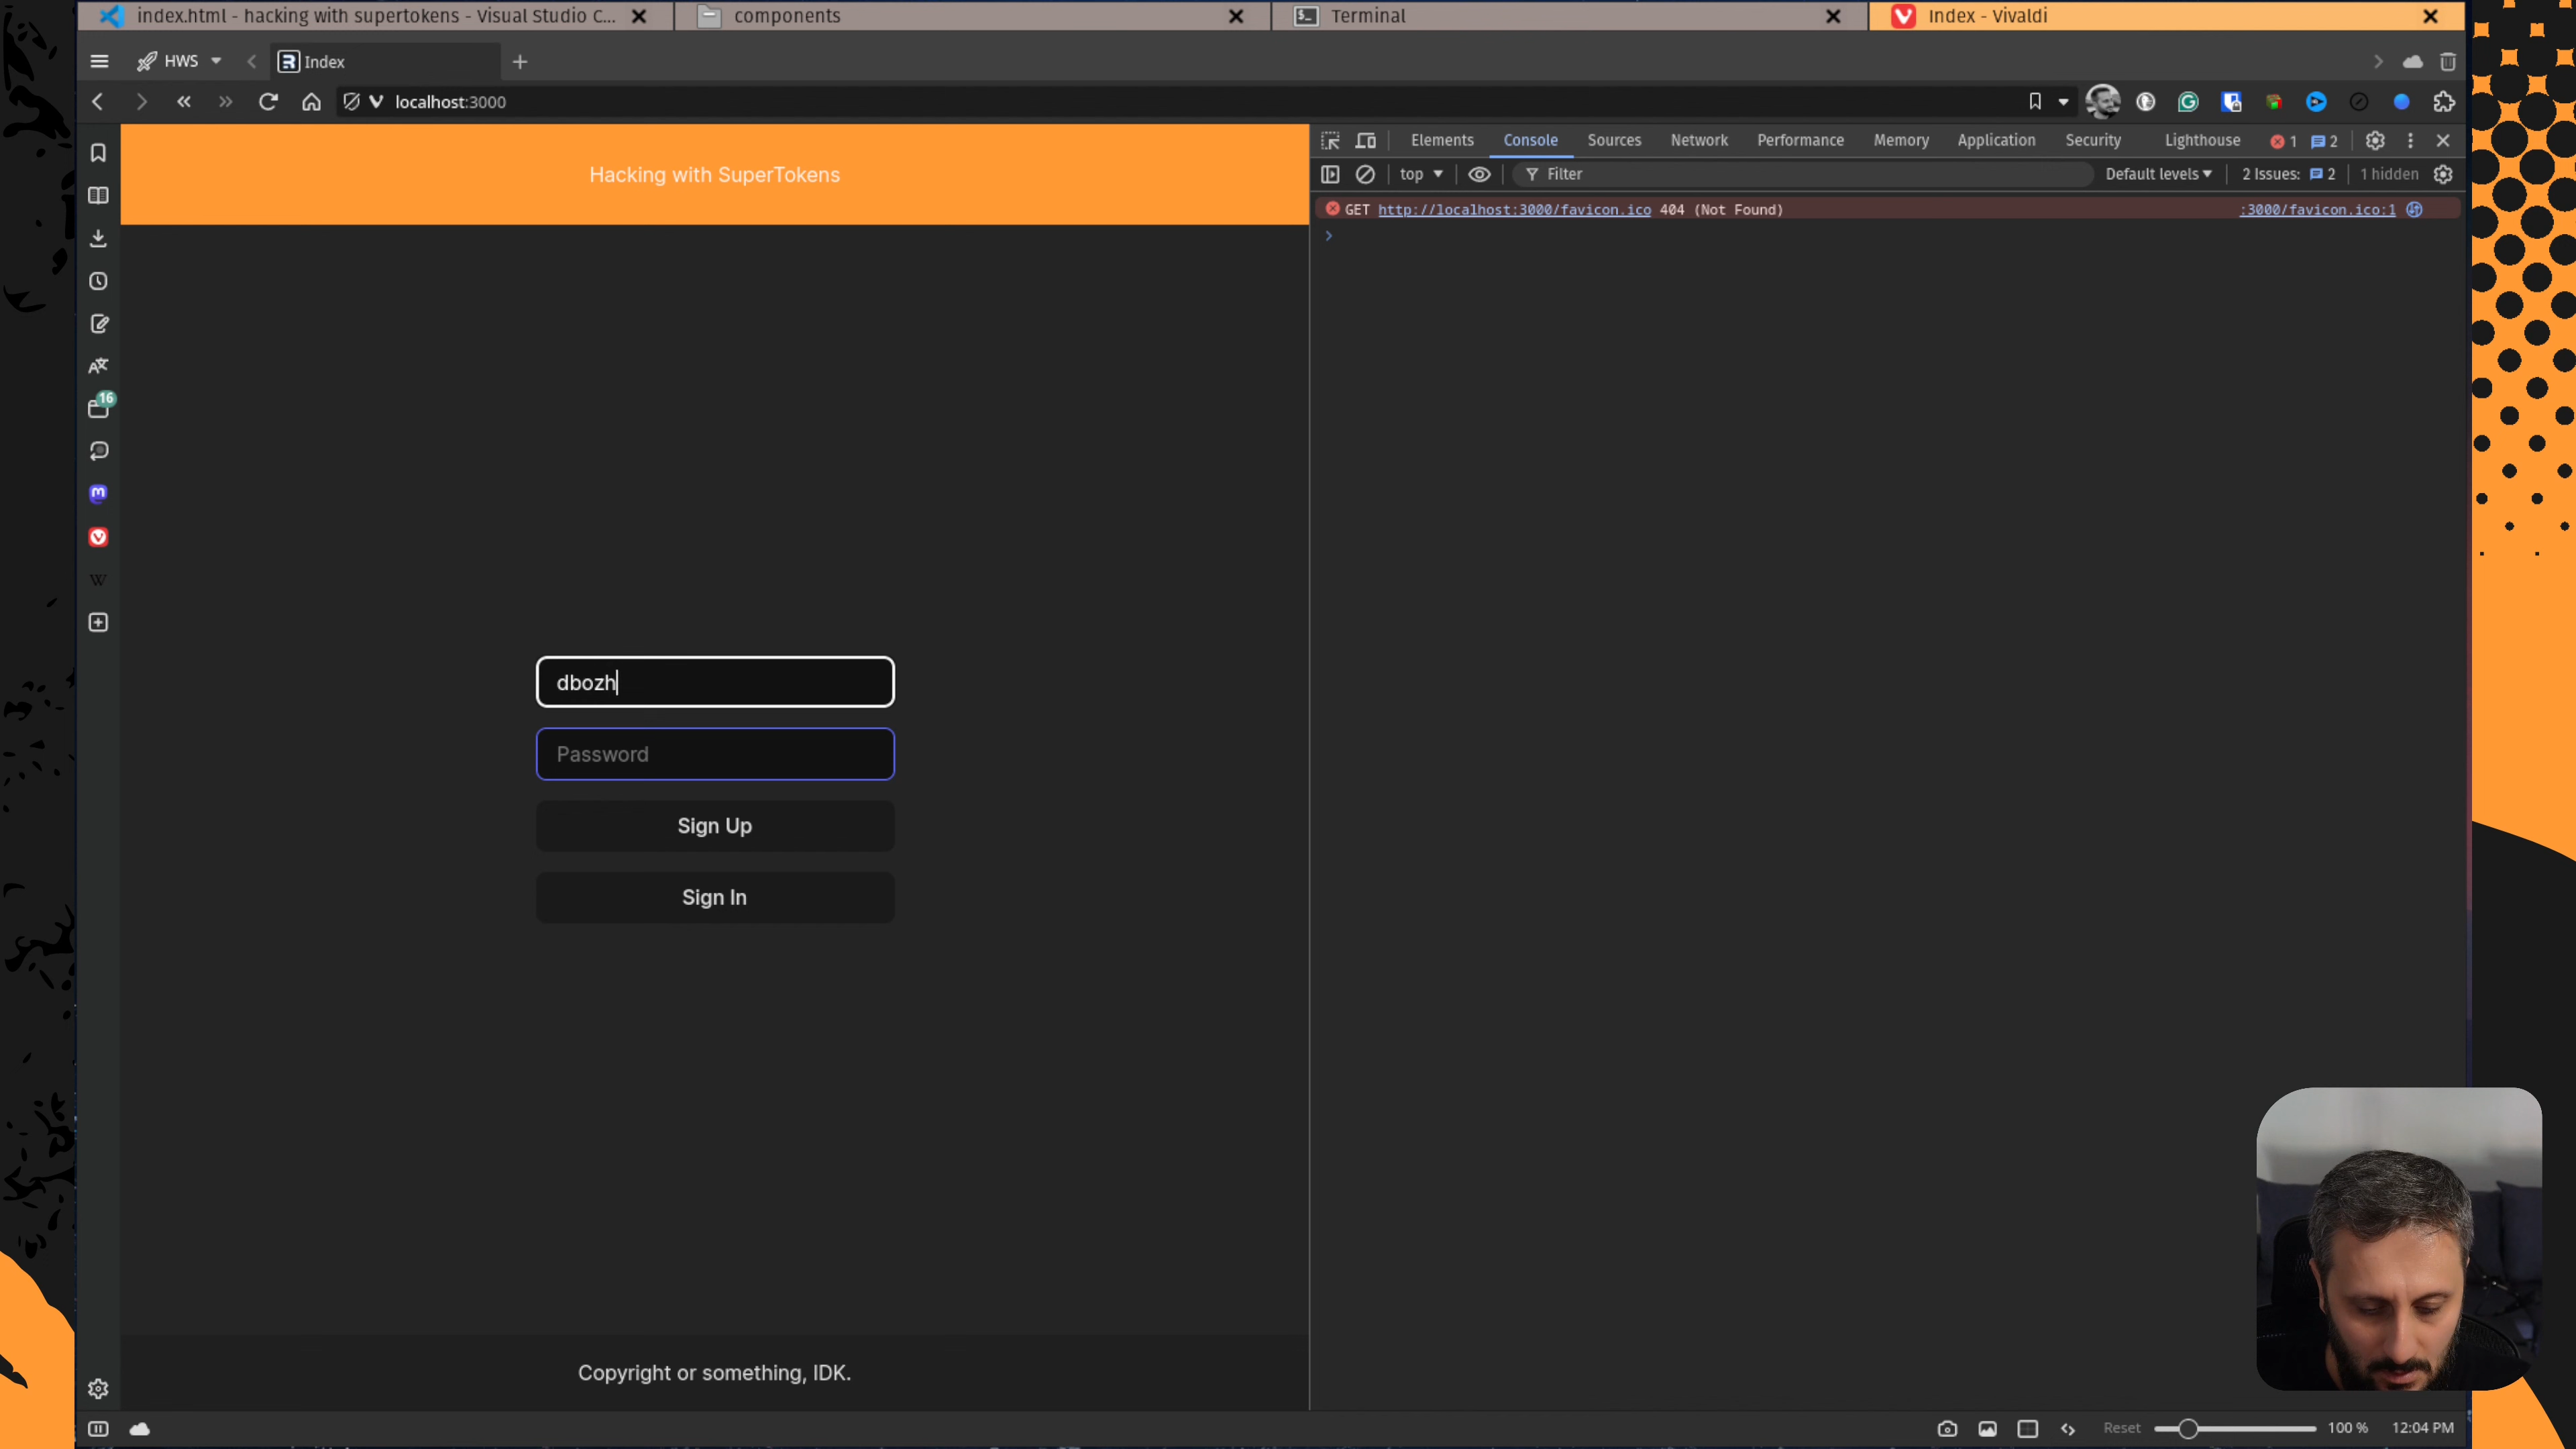 index.html - hacking with supertokens - Visual Studio C...
components
Terminal
Index - Vivaldi
HWS
Index
localhost:3000
Hacking with SuperTokens
Elements
Console
Sources
Network
Performance
Memory
Application
Security
Lighthouse
1
2
top
Filter
Default levels
2 Issues:
2
1 hidden
GET http://localhost:3000/favicon.ico 404 (Not Found)
:3000/favicon.ico:1
16
W
dbozh
Password
Sign Up
Sign In
Copyright or something, IDK.
Reset
100 %
12:04 PM